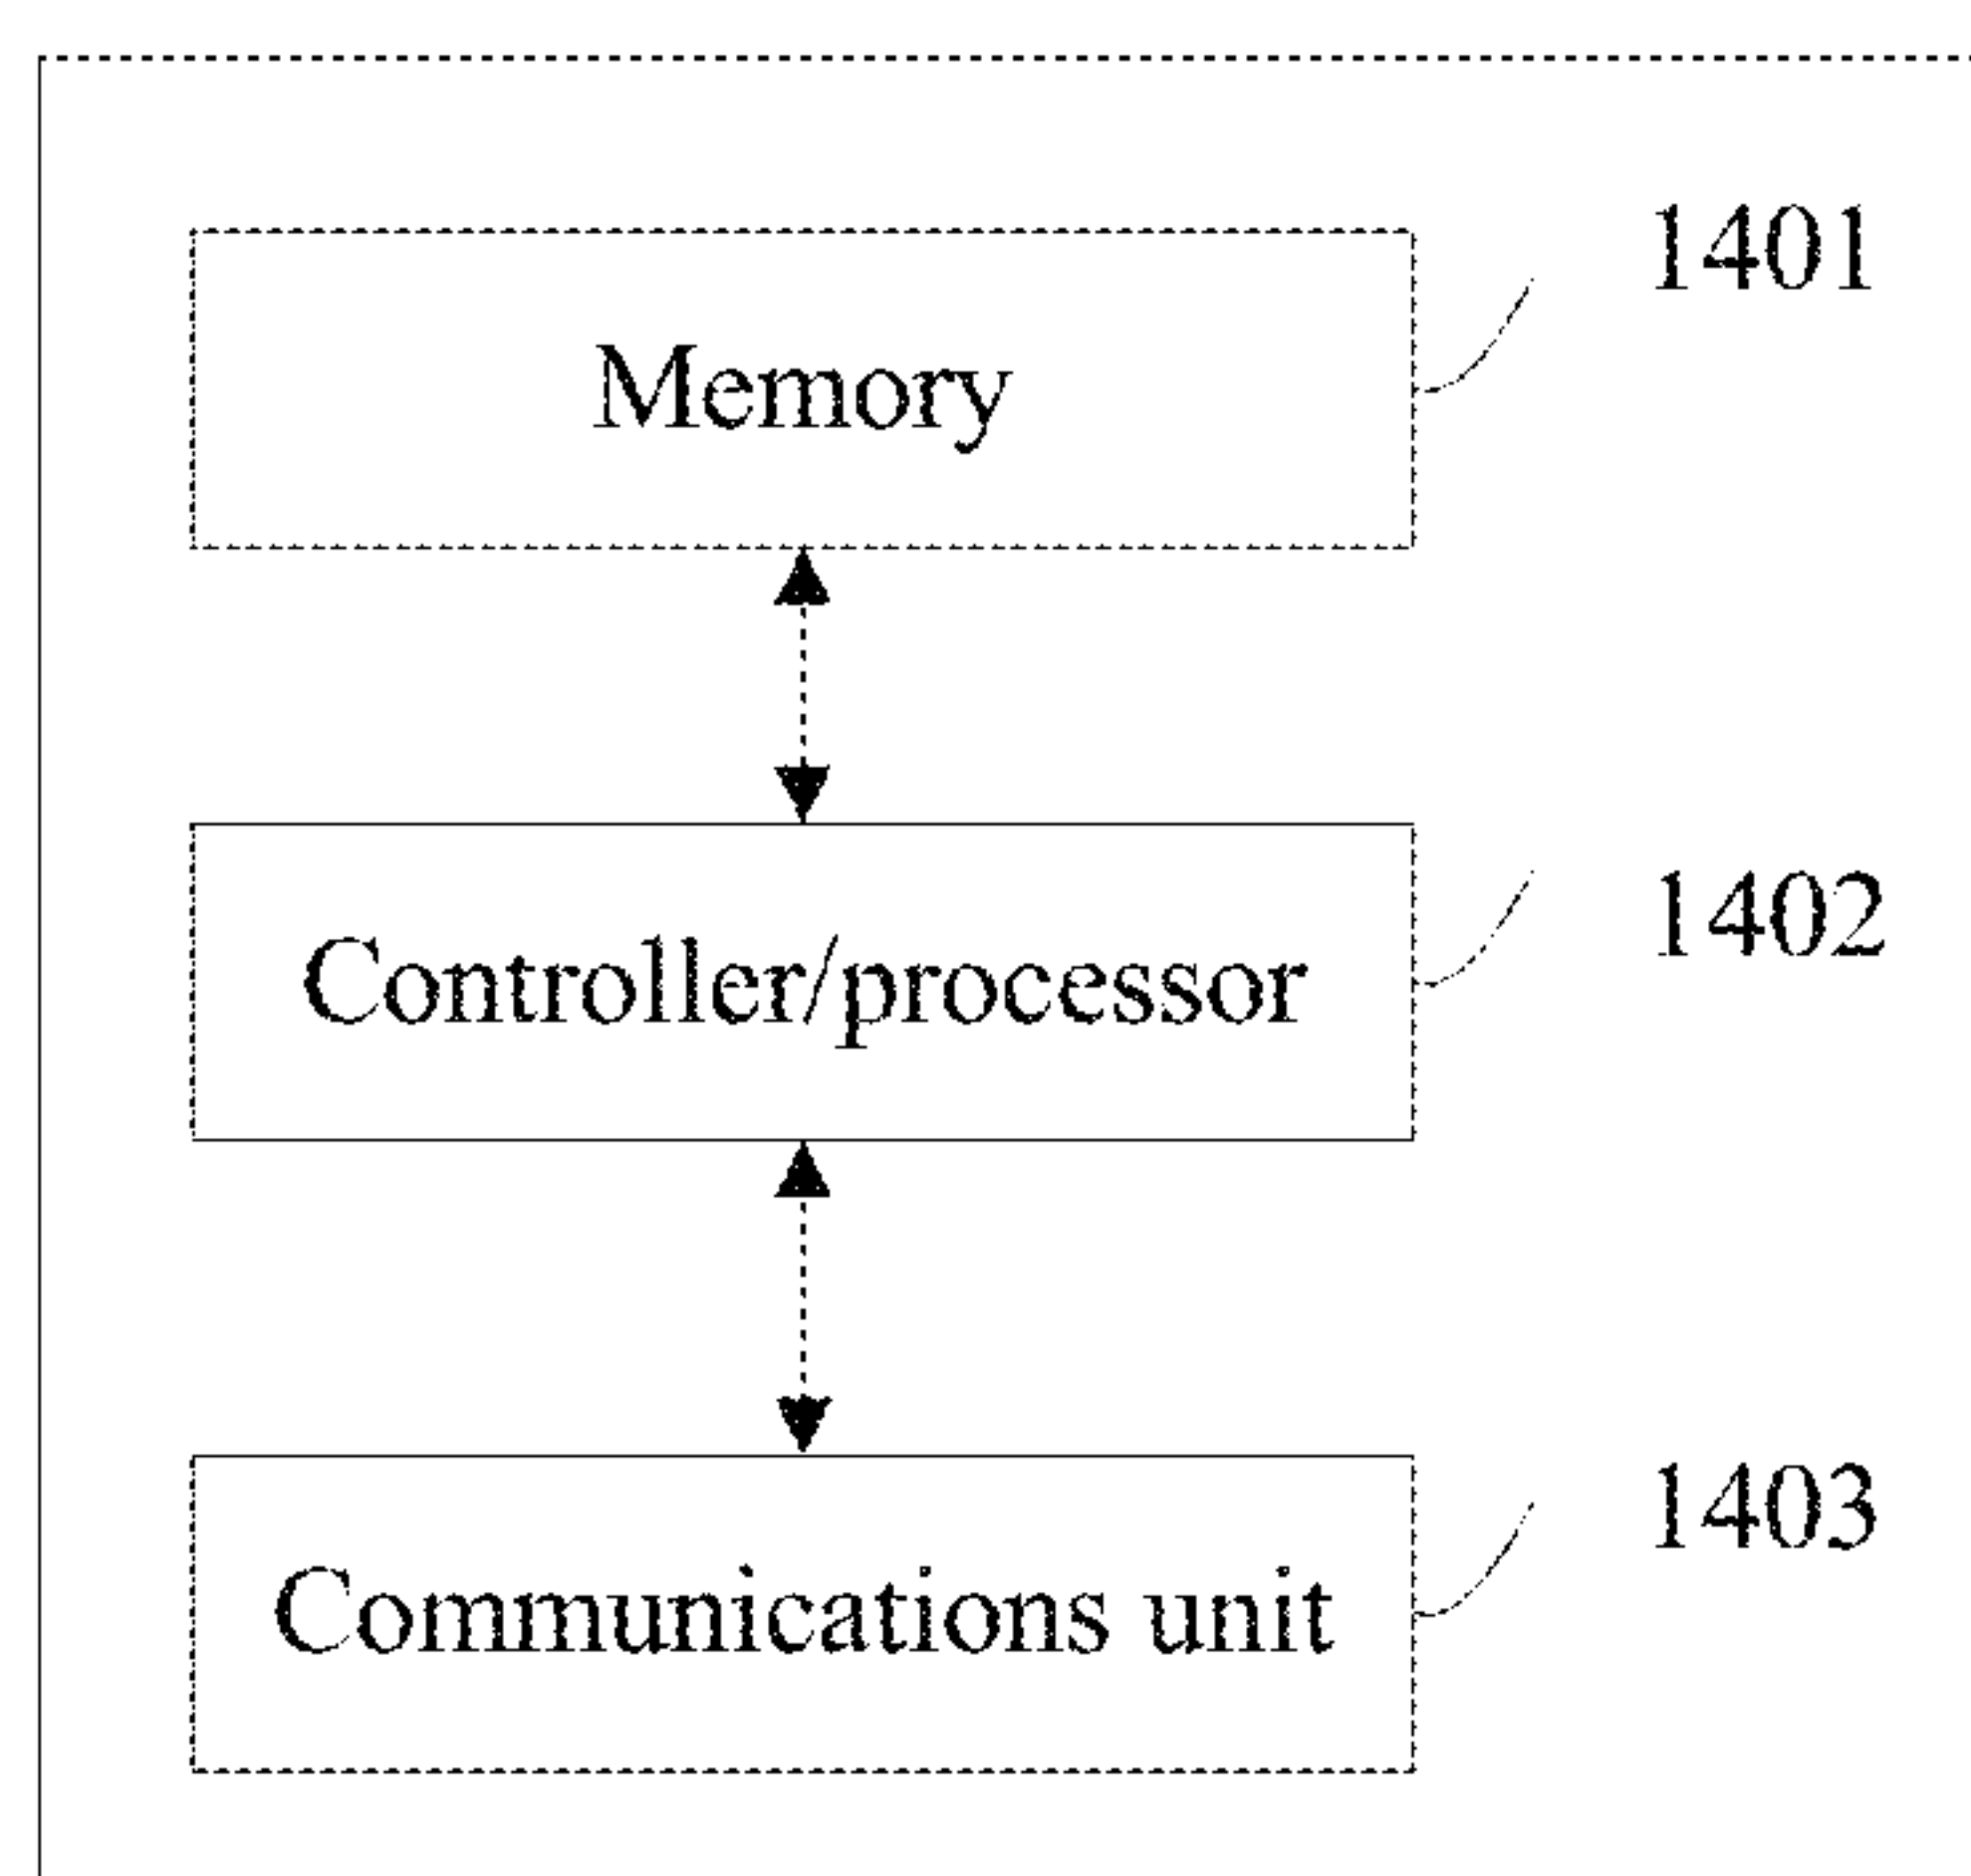 1401
Memory
1402
Controller/processor
1403
Communications unit